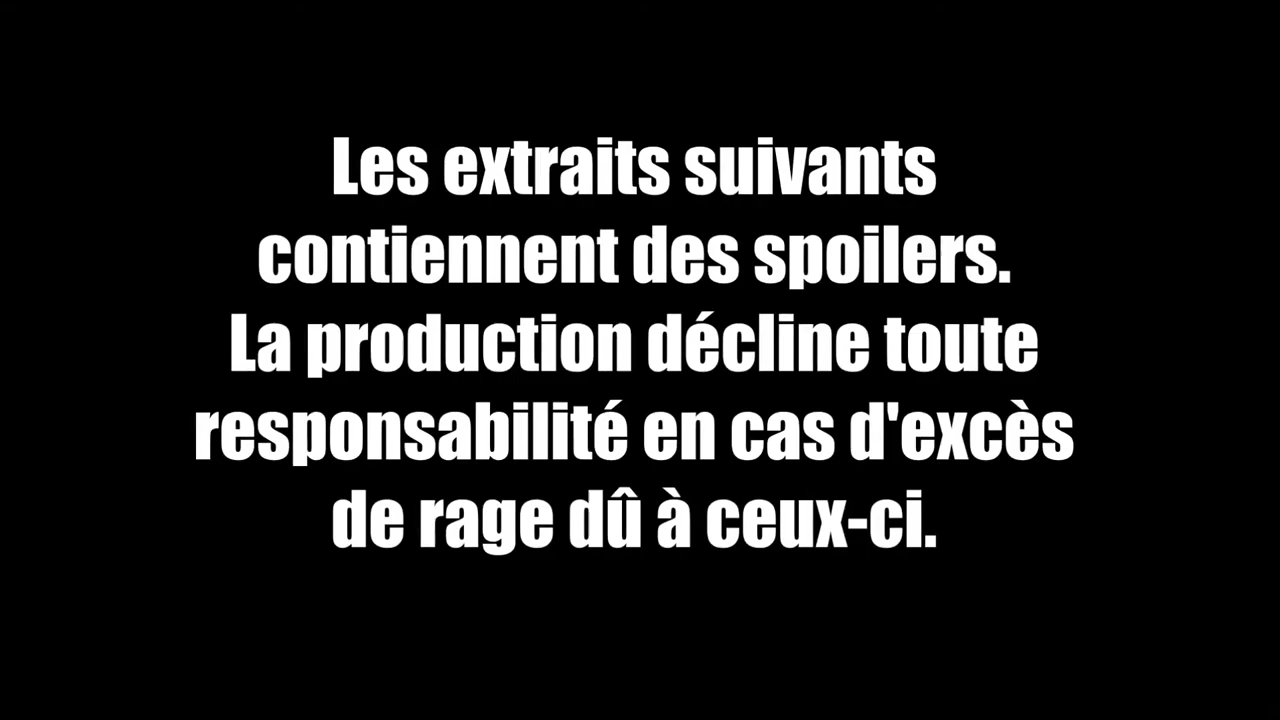 Les extraits suivants
contiennent des spoilers.
La production décline toute
responsabilité en cas d'excès
de rage dû à ceux-ci.